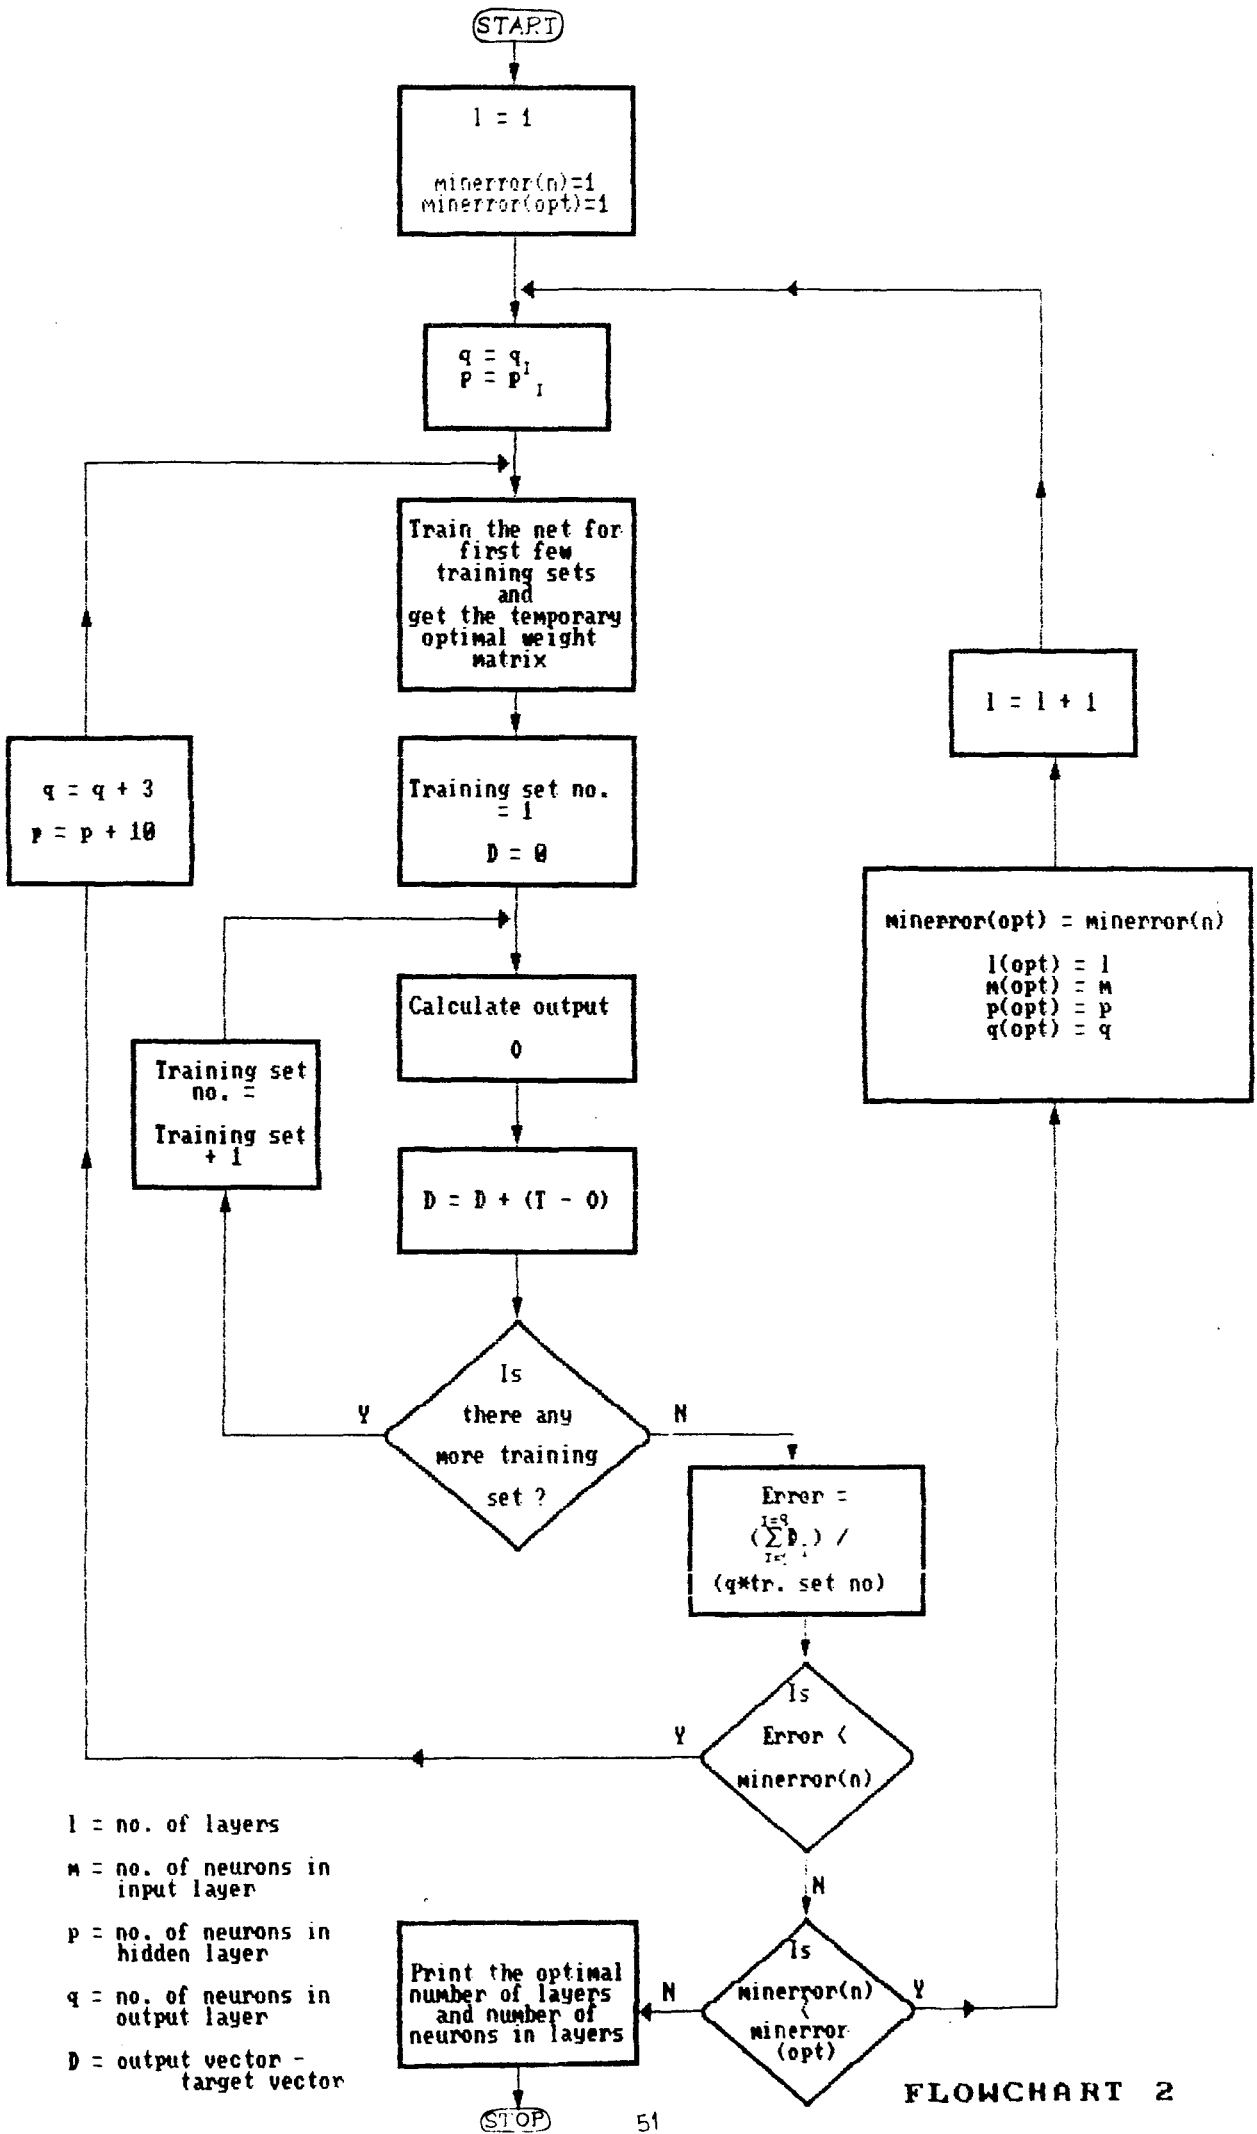 START
l = 1
minerror(n)=1
minerror(opt)=1
q = q I
p = p I
Train the net for
first few
training sets
and
get the temporary
optimal weight
matrix
l = l + 1
q = q + 3
p = p + 10
Training set no.
= 1
D = 0
minerror(opt) = minerror(n)
l(opt) = l
m(opt) = m
p(opt) = p
q(opt) = q
Calculate output
O
Training set
no. =
Training set
+ 1
D = D + (T - O)
Is
there any
more training
set ?
Y
N
Error =
(∑D ) /
(q*tr. set no)
Is
Error <
minerror(n)
Y
N
Is
minerror(n)
<
minerror
(opt)
N
Y
Print the optimal
number of layers
and number of
neurons in layers
STOP
l = no. of layers
m = no. of neurons in
input layer
p = no. of neurons in
hidden layer
q = no. of neurons in
output layer
D = output vector -
target vector
FLOWCHART 2
51